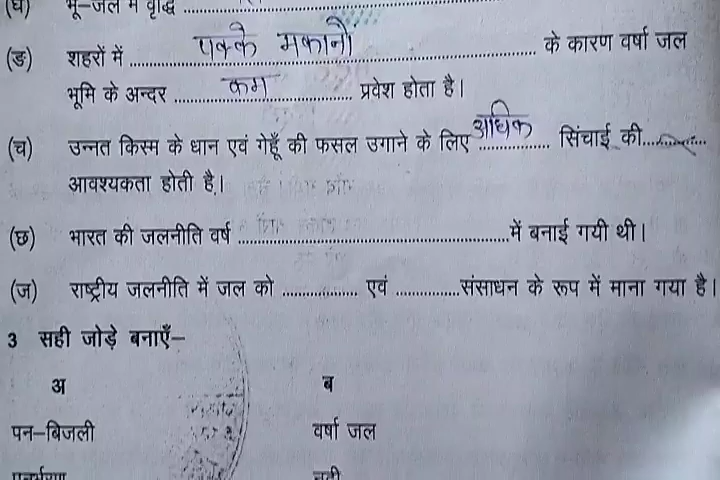 (घ) भू-जल में वृद्धि ..............
(ङ) शहरों में .............. पक्के मकानों .............. के कारण वर्षा जल
भूमि के अन्दर .......... कम .......... प्रवेश होता है।
(च) उन्नत किस्म के धान एवं गेहूँ की फसल उगाने के लिए अधिक सिंचाई की..........
आवश्यकता होती है।
(छ) भारत की जलनीति वर्ष ............................ में बनाई गयी थी।
(ज) राष्ट्रीय जलनीति में जल को .............. एवं ..............संसाधन के रूप में माना गया है।
3 सही जोड़े बनाएँ–
अ ब
पन–बिजली वर्षा जल
नदी